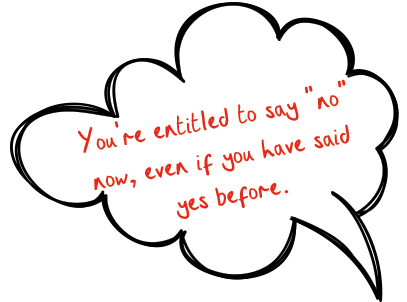 You're entitled to say "no"
now, even if you have said
yes before.